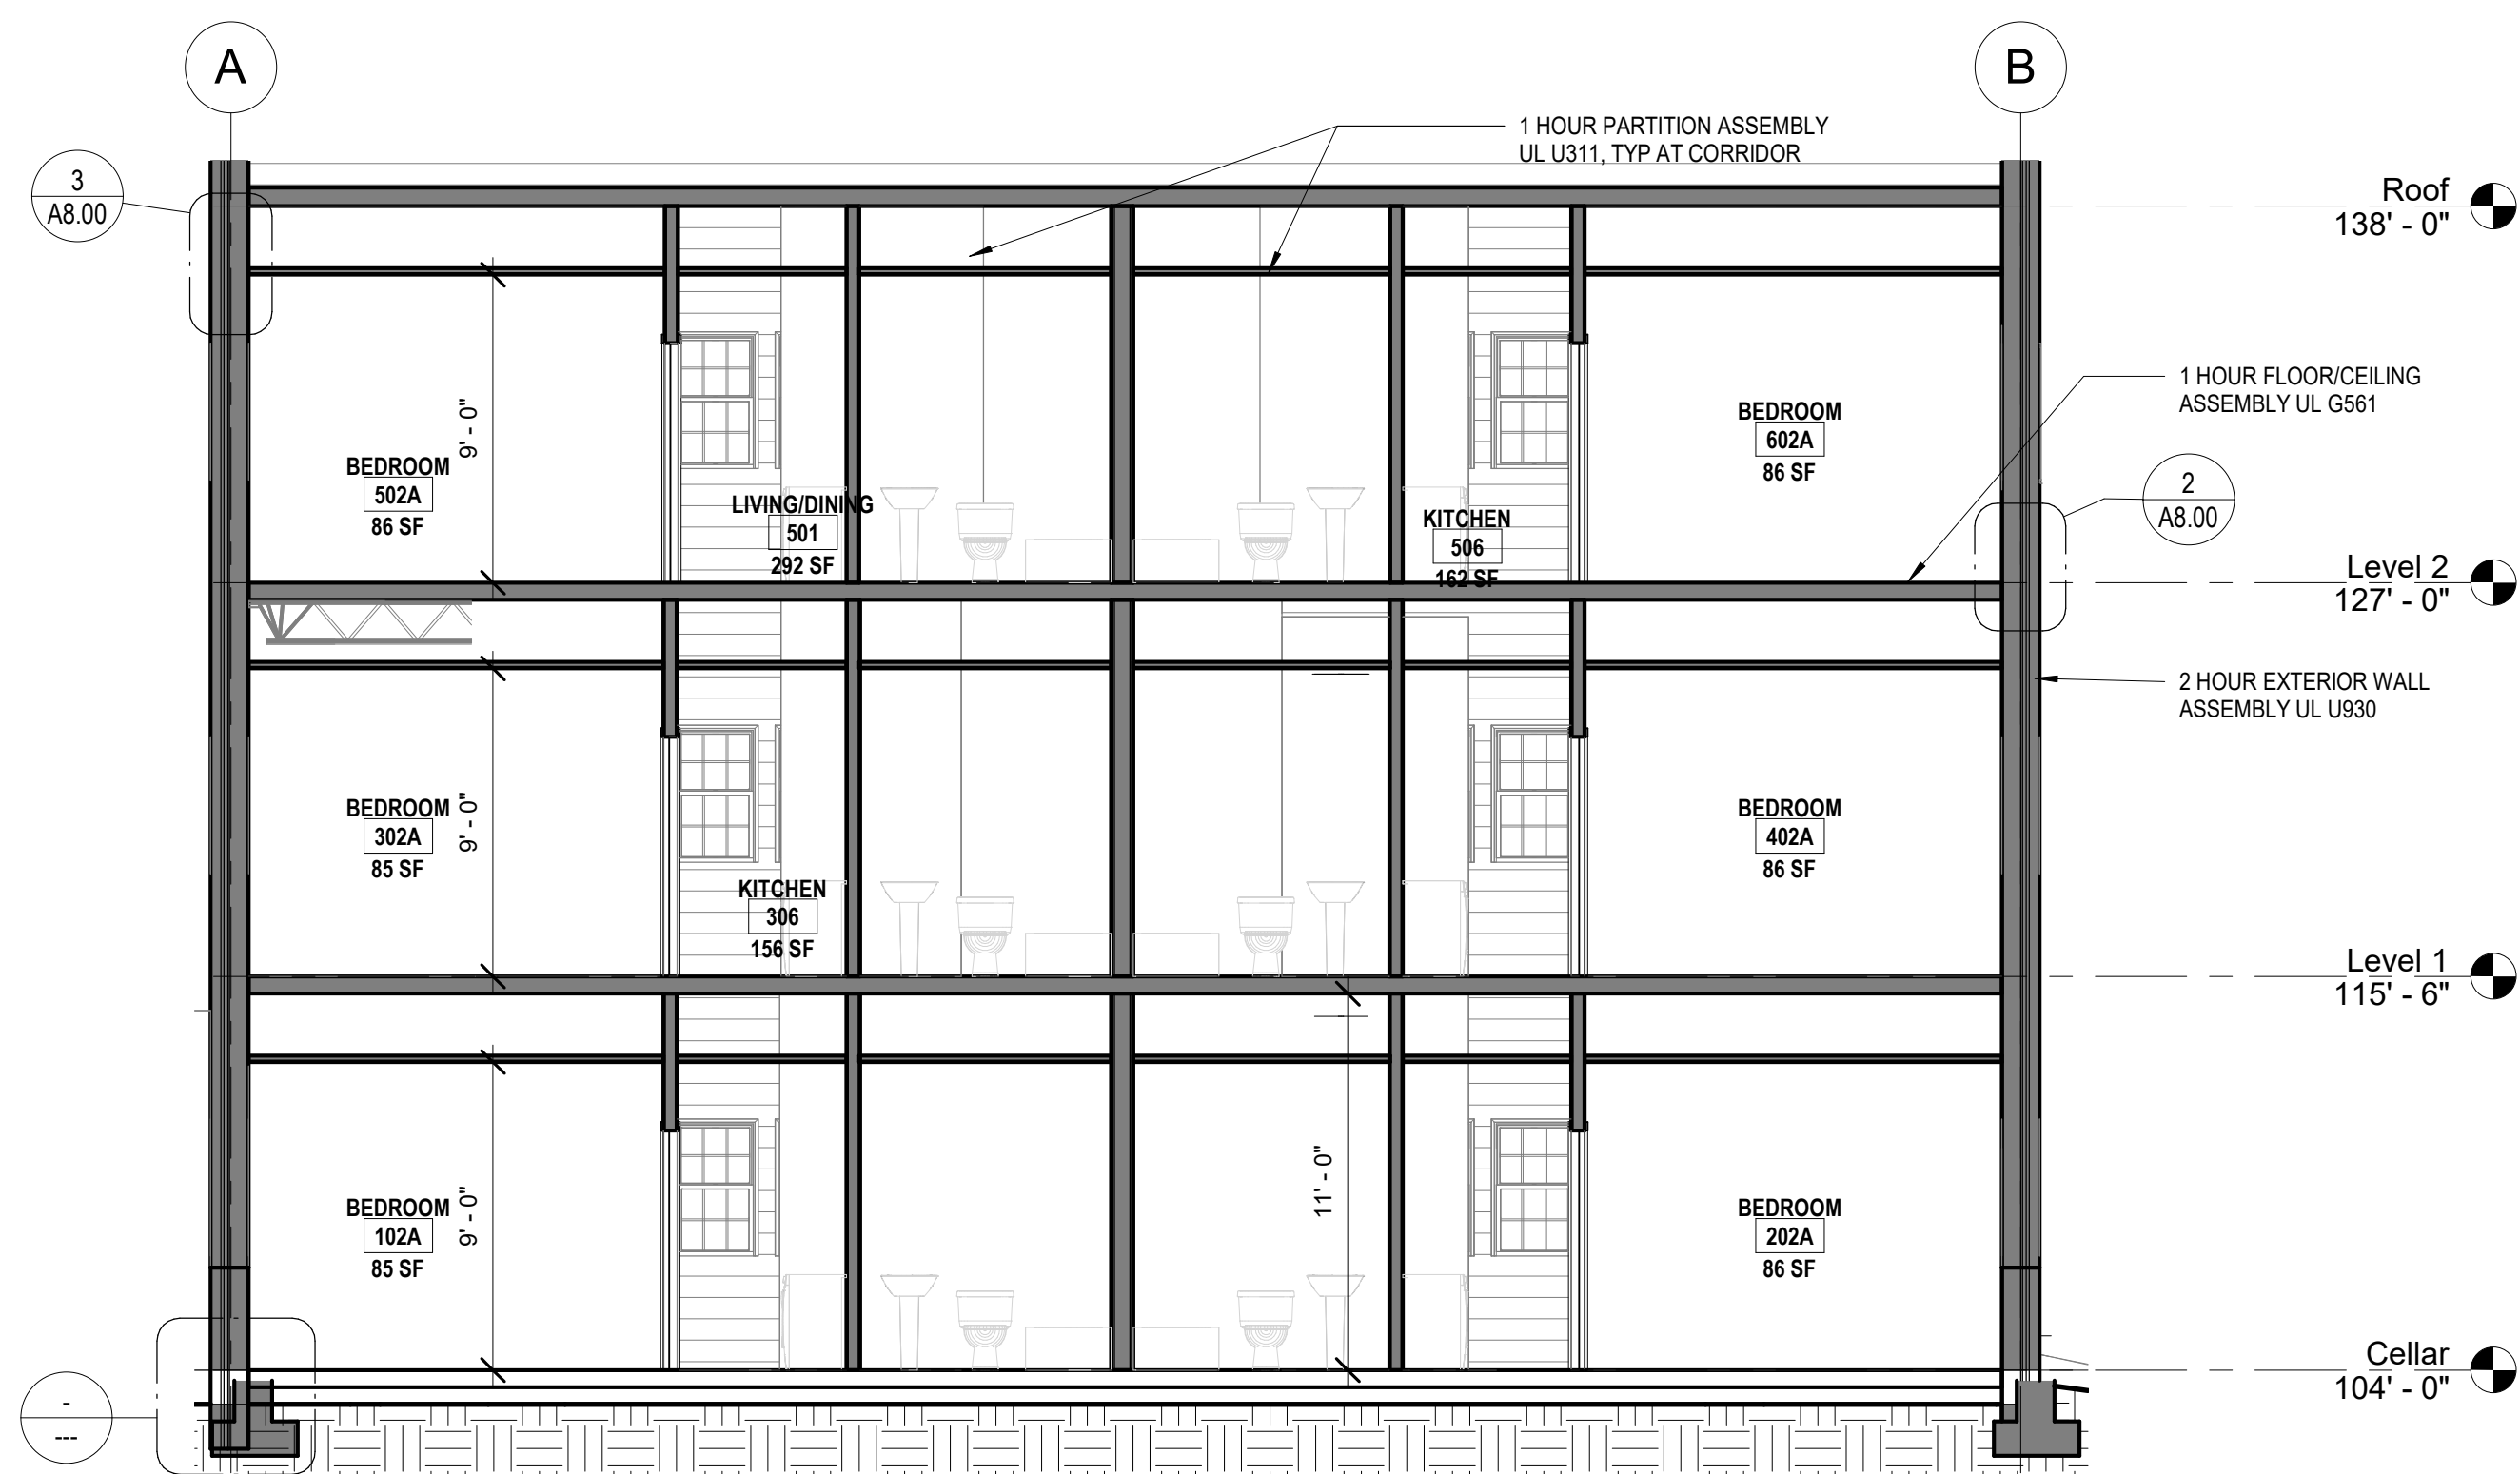 A
B
1 HOUR PARTITION ASSEMBLY
UL U311, TYP AT CORRIDOR
3
A8.00
Roof
138' - 0"
9' - 0"
BEDROOM
502A
86 SF
LIVING/DINING
501
292 SF
KITCHEN
506
162 SF
BEDROOM
602A
86 SF
1 HOUR FLOOR/CEILING
ASSEMBLY UL G561
2
A8.00
Level 2
127' - 0"
2 HOUR EXTERIOR WALL
ASSEMBLY UL U930
BEDROOM
302A
85 SF
9' - 0"
KITCHEN
306
156 SF
BEDROOM
402A
86 SF
Level 1
115' - 6"
BEDROOM
102A
85 SF
9' - 0"
11' - 0"
BEDROOM
202A
86 SF
Cellar
104' - 0"
-
---